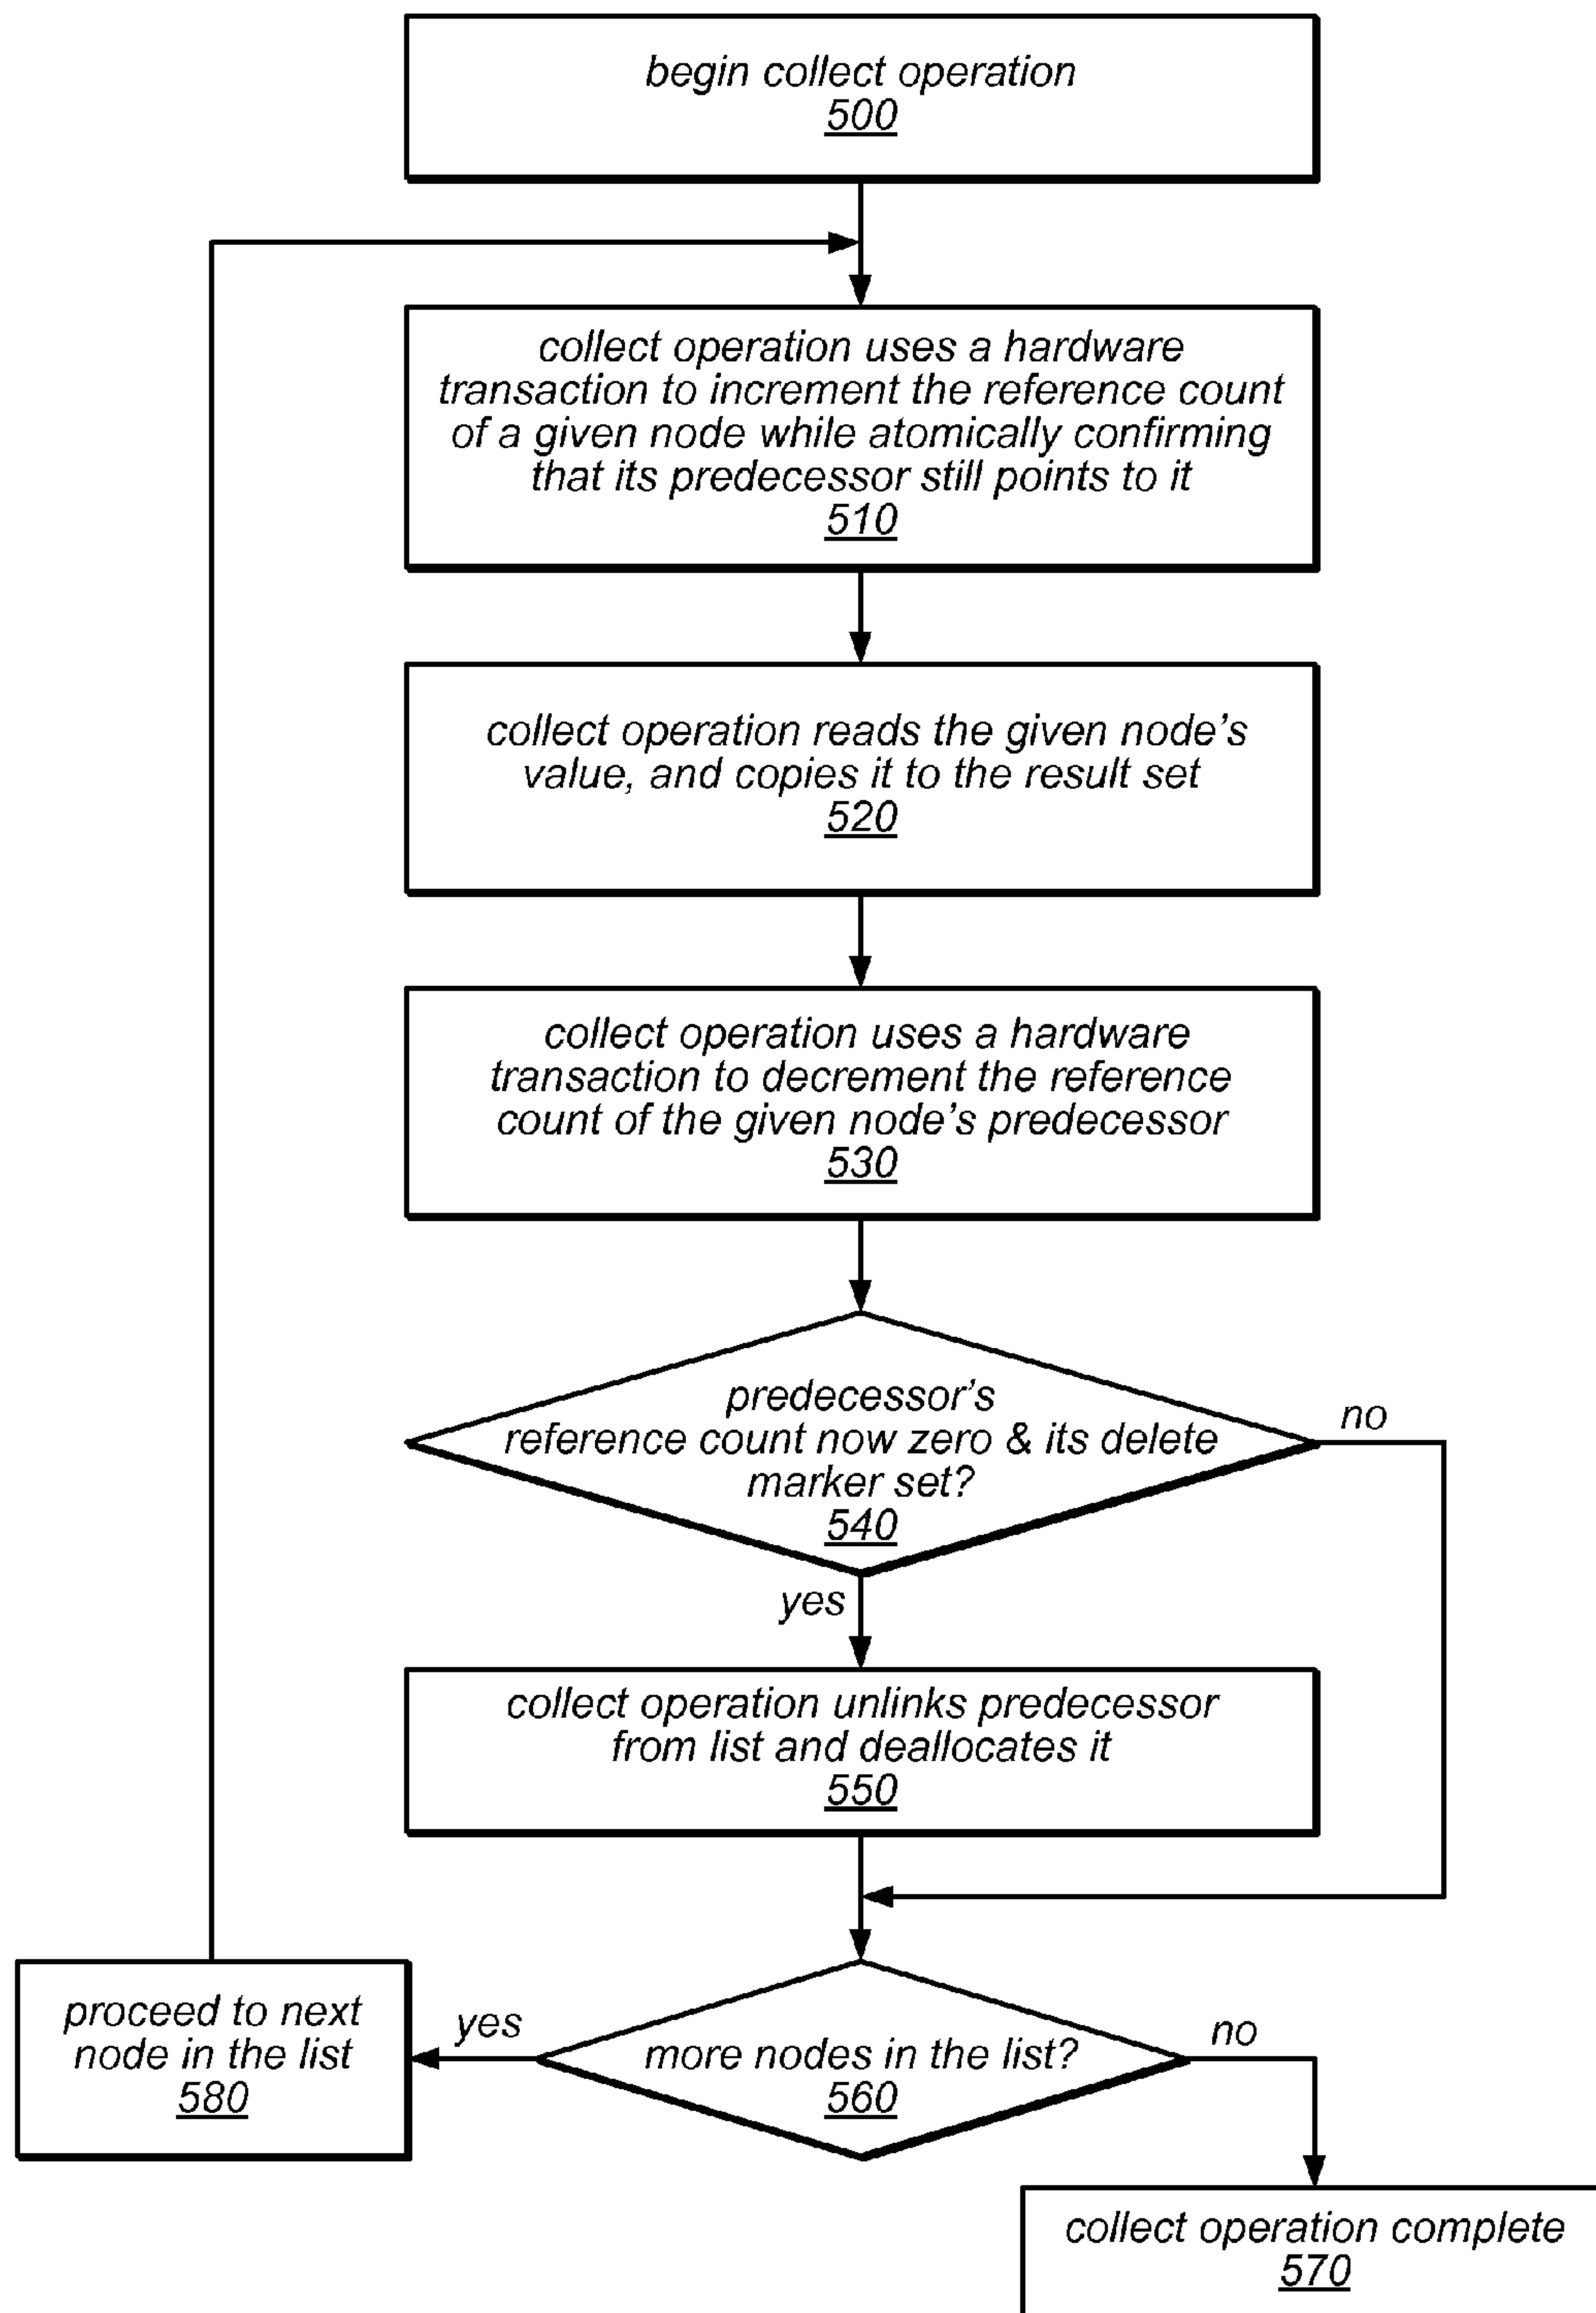 begin collect operation
500
collect operation uses a hardware
transaction to increment the reference count
of a given node while atomically confirming
that its predecessor still points to it
510
collect operation reads the given node's
value, and copies it to the result set
520
collect operation uses a hardware
transaction to decrement the reference
count of the given node's predecessor
530
predecessor's
reference count now zero & its delete
marker set?
540
no
yes
collect operation unlinks predecessor
from list and deallocates it
550
proceed to next
node in the list
580
yes
more nodes in the list?
560
no
collect operation complete
570